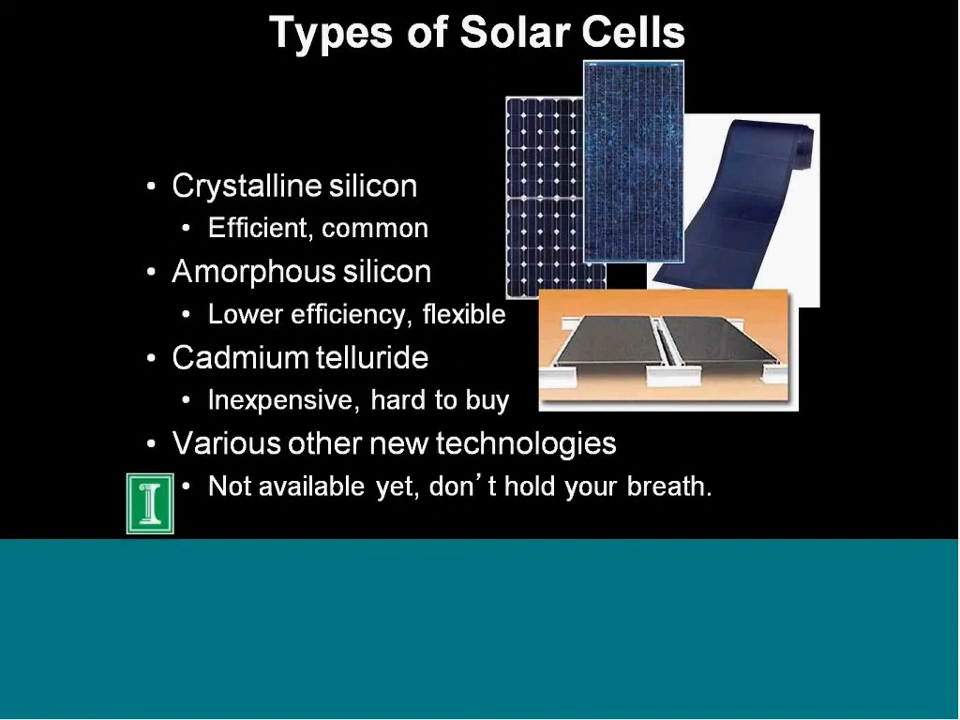 Types of Solar Cells
• Crystalline silicon
• Efficient, common
• Amorphous silicon
• Lower efficiency, flexible
• Cadmium telluride
• Inexpensive, hard to buy
• Various other new technologies
• Not available yet, don’t hold your breath.
I